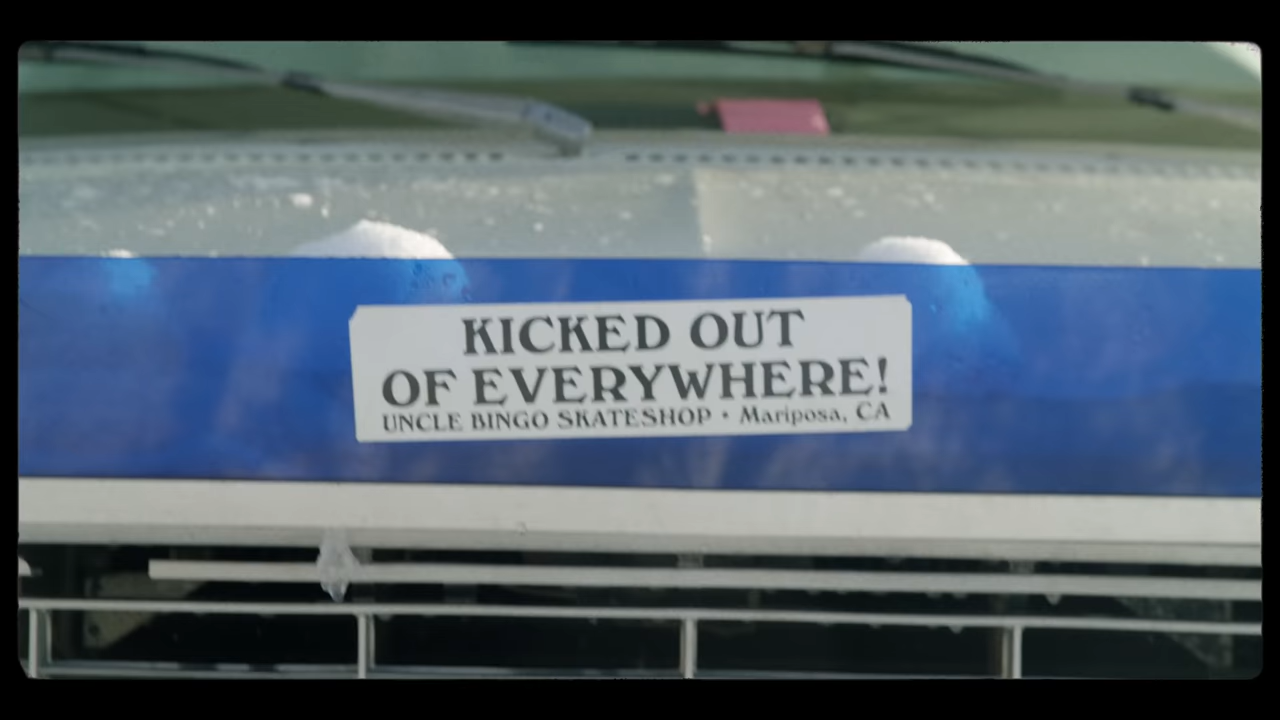 KICKED OUT
OF EVERYWHERE!
UNCLE BINGO SKATESHOP • Mariposa, CA